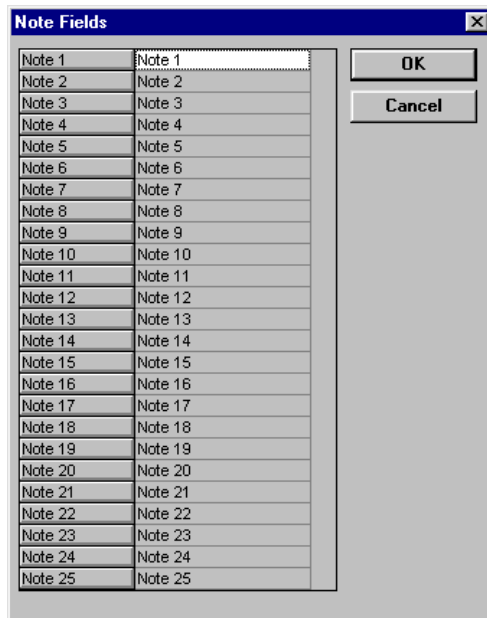 Note Fields
Note 1 Note 1 OK
Note 2 Note 2
Note 3 Note 3 Cancel
Note 4 Note 4
Note 5 Note 5
Note 6 Note 6
Note 7 Note 7
Note 8 Note 8
Note 9 Note 9
Note 10 Note 10
Note 11 Note 11
Note 12 Note 12
Note 13 Note 13
Note 14 Note 14
Note 15 Note 15
Note 16 Note 16
Note 17 Note 17
Note 18 Note 18
Note 19 Note 19
Note 20 Note 20
Note 21 Note 21
Note 22 Note 22
Note 23 Note 23
Note 24 Note 24
Note 25 Note 25